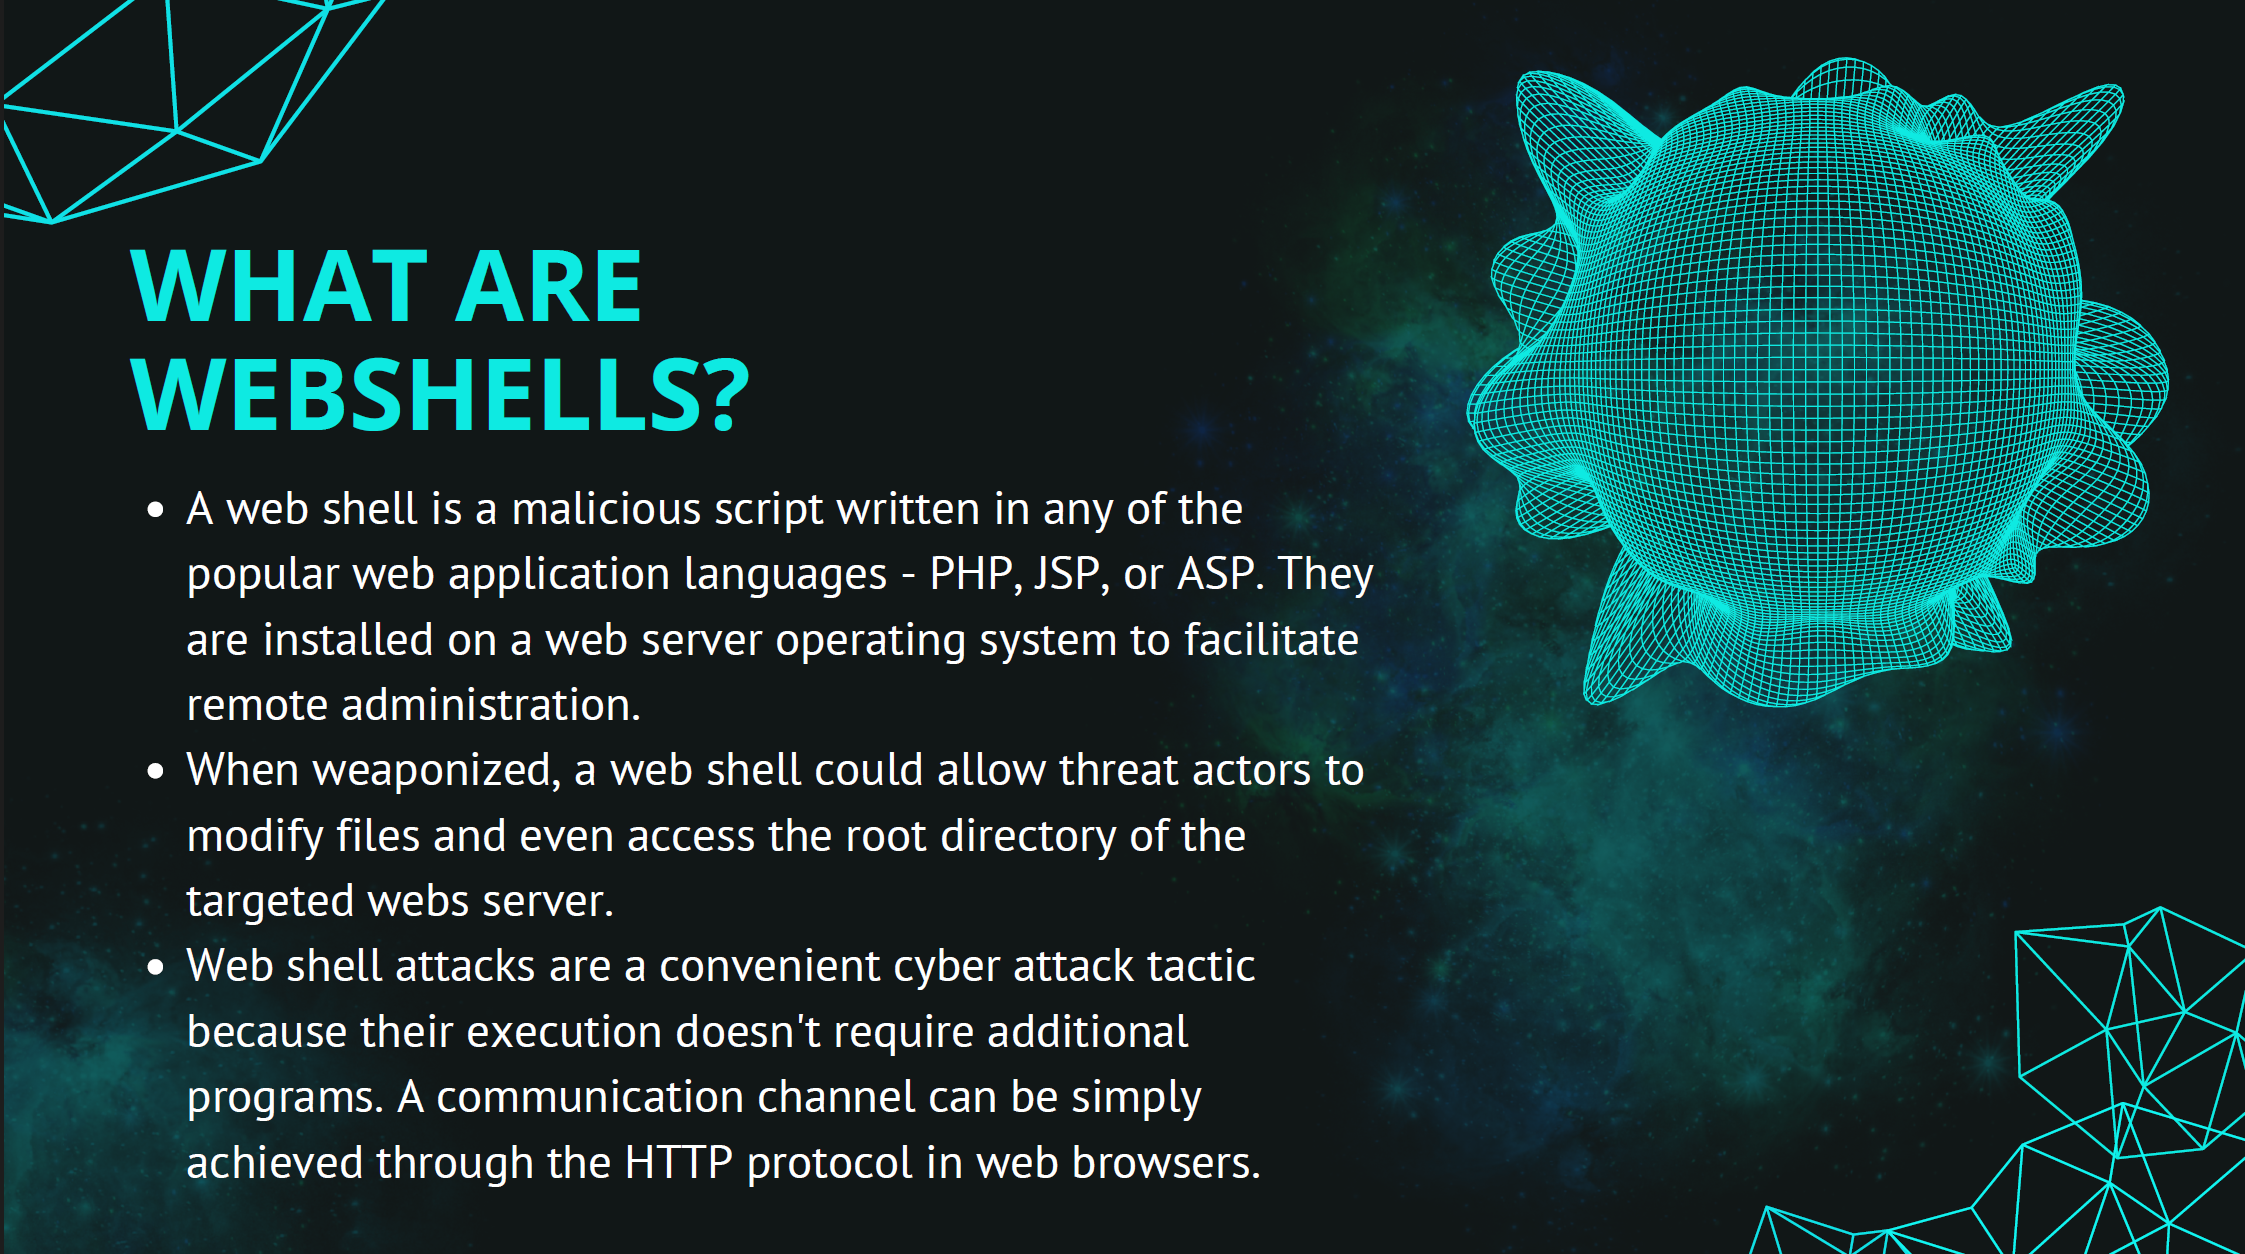 WHAT ARE
WEBSHELLS?
• A web shell is a malicious script written in any of the
popular web application languages - PHP, JSP, or ASP. They
are installed on a web server operating system to facilitate
remote administration.
• When weaponized, a web shell could allow threat actors to
modify files and even access the root directory of the
targeted webs server.
• Web shell attacks are a convenient cyber attack tactic
because their execution doesn't require additional
programs. A communication channel can be simply
achieved through the HTTP protocol in web browsers.